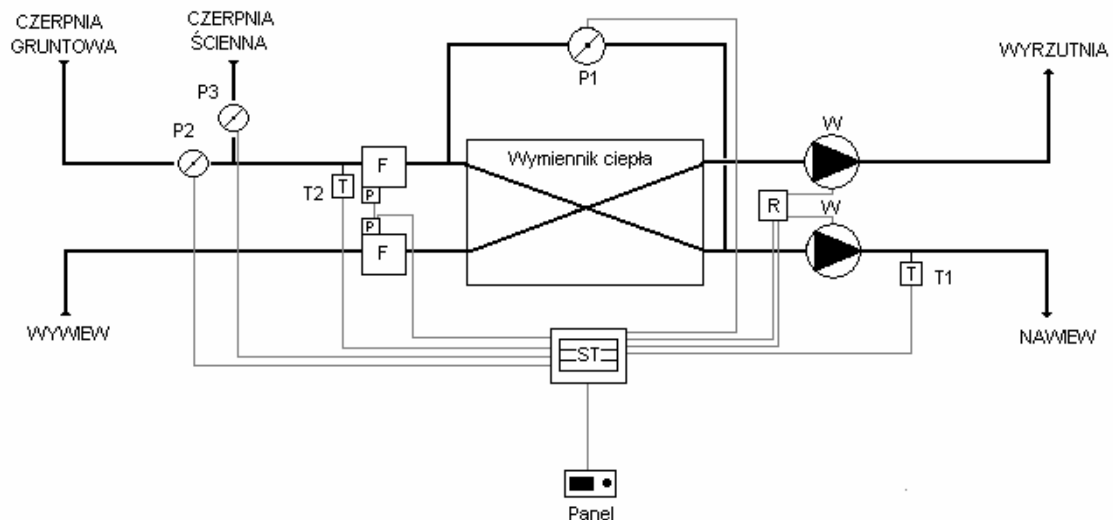 CZERPNIA
GRUNTOWA
CZERPNIA
ŚCIENNA
WYRZUTNIA
P1
P3
P2
W
Wymiennik ciepła
F
T2
T
P
R
P
W
F
T
T1
WYWIEW
NAWIEW
ST
Panel